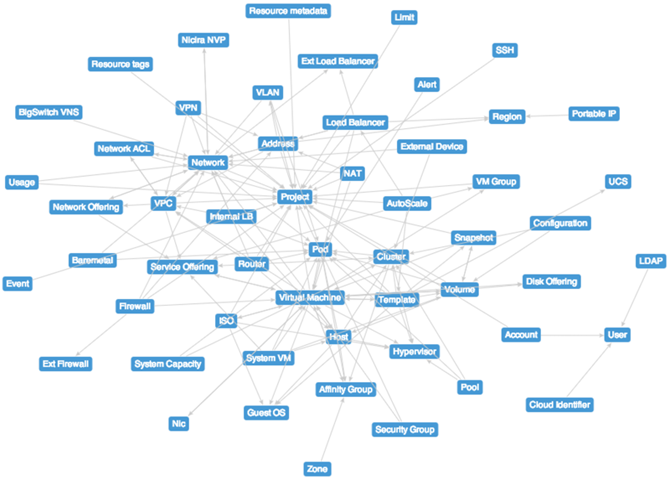 Resource metadata
Limit
Nicira NVP
SSH
Resource tags
Ext Load Balancer
Alert
VLAN
VPN
BigSwitch VNS
Load Balancer
Region
Portable IP
Address
Network ACL
External Device
Network
NAT
Usage
VM Group
UCS
Project
VPC
AutoScale
Network Offering
Internal LB
Configuration
Snapshot
Pod
Cluster
Baremetal
Service Offering
Router
LDAP
Event
Disk Offering
Volume
Virtual Machine
Template
Firewall
ISO
Host
Account
User
Hypervisor
System VM
Ext Firewall
System Capacity
Affinity Group
Pool
Cloud Identifier
Guest OS
Nic
Security Group
Zone